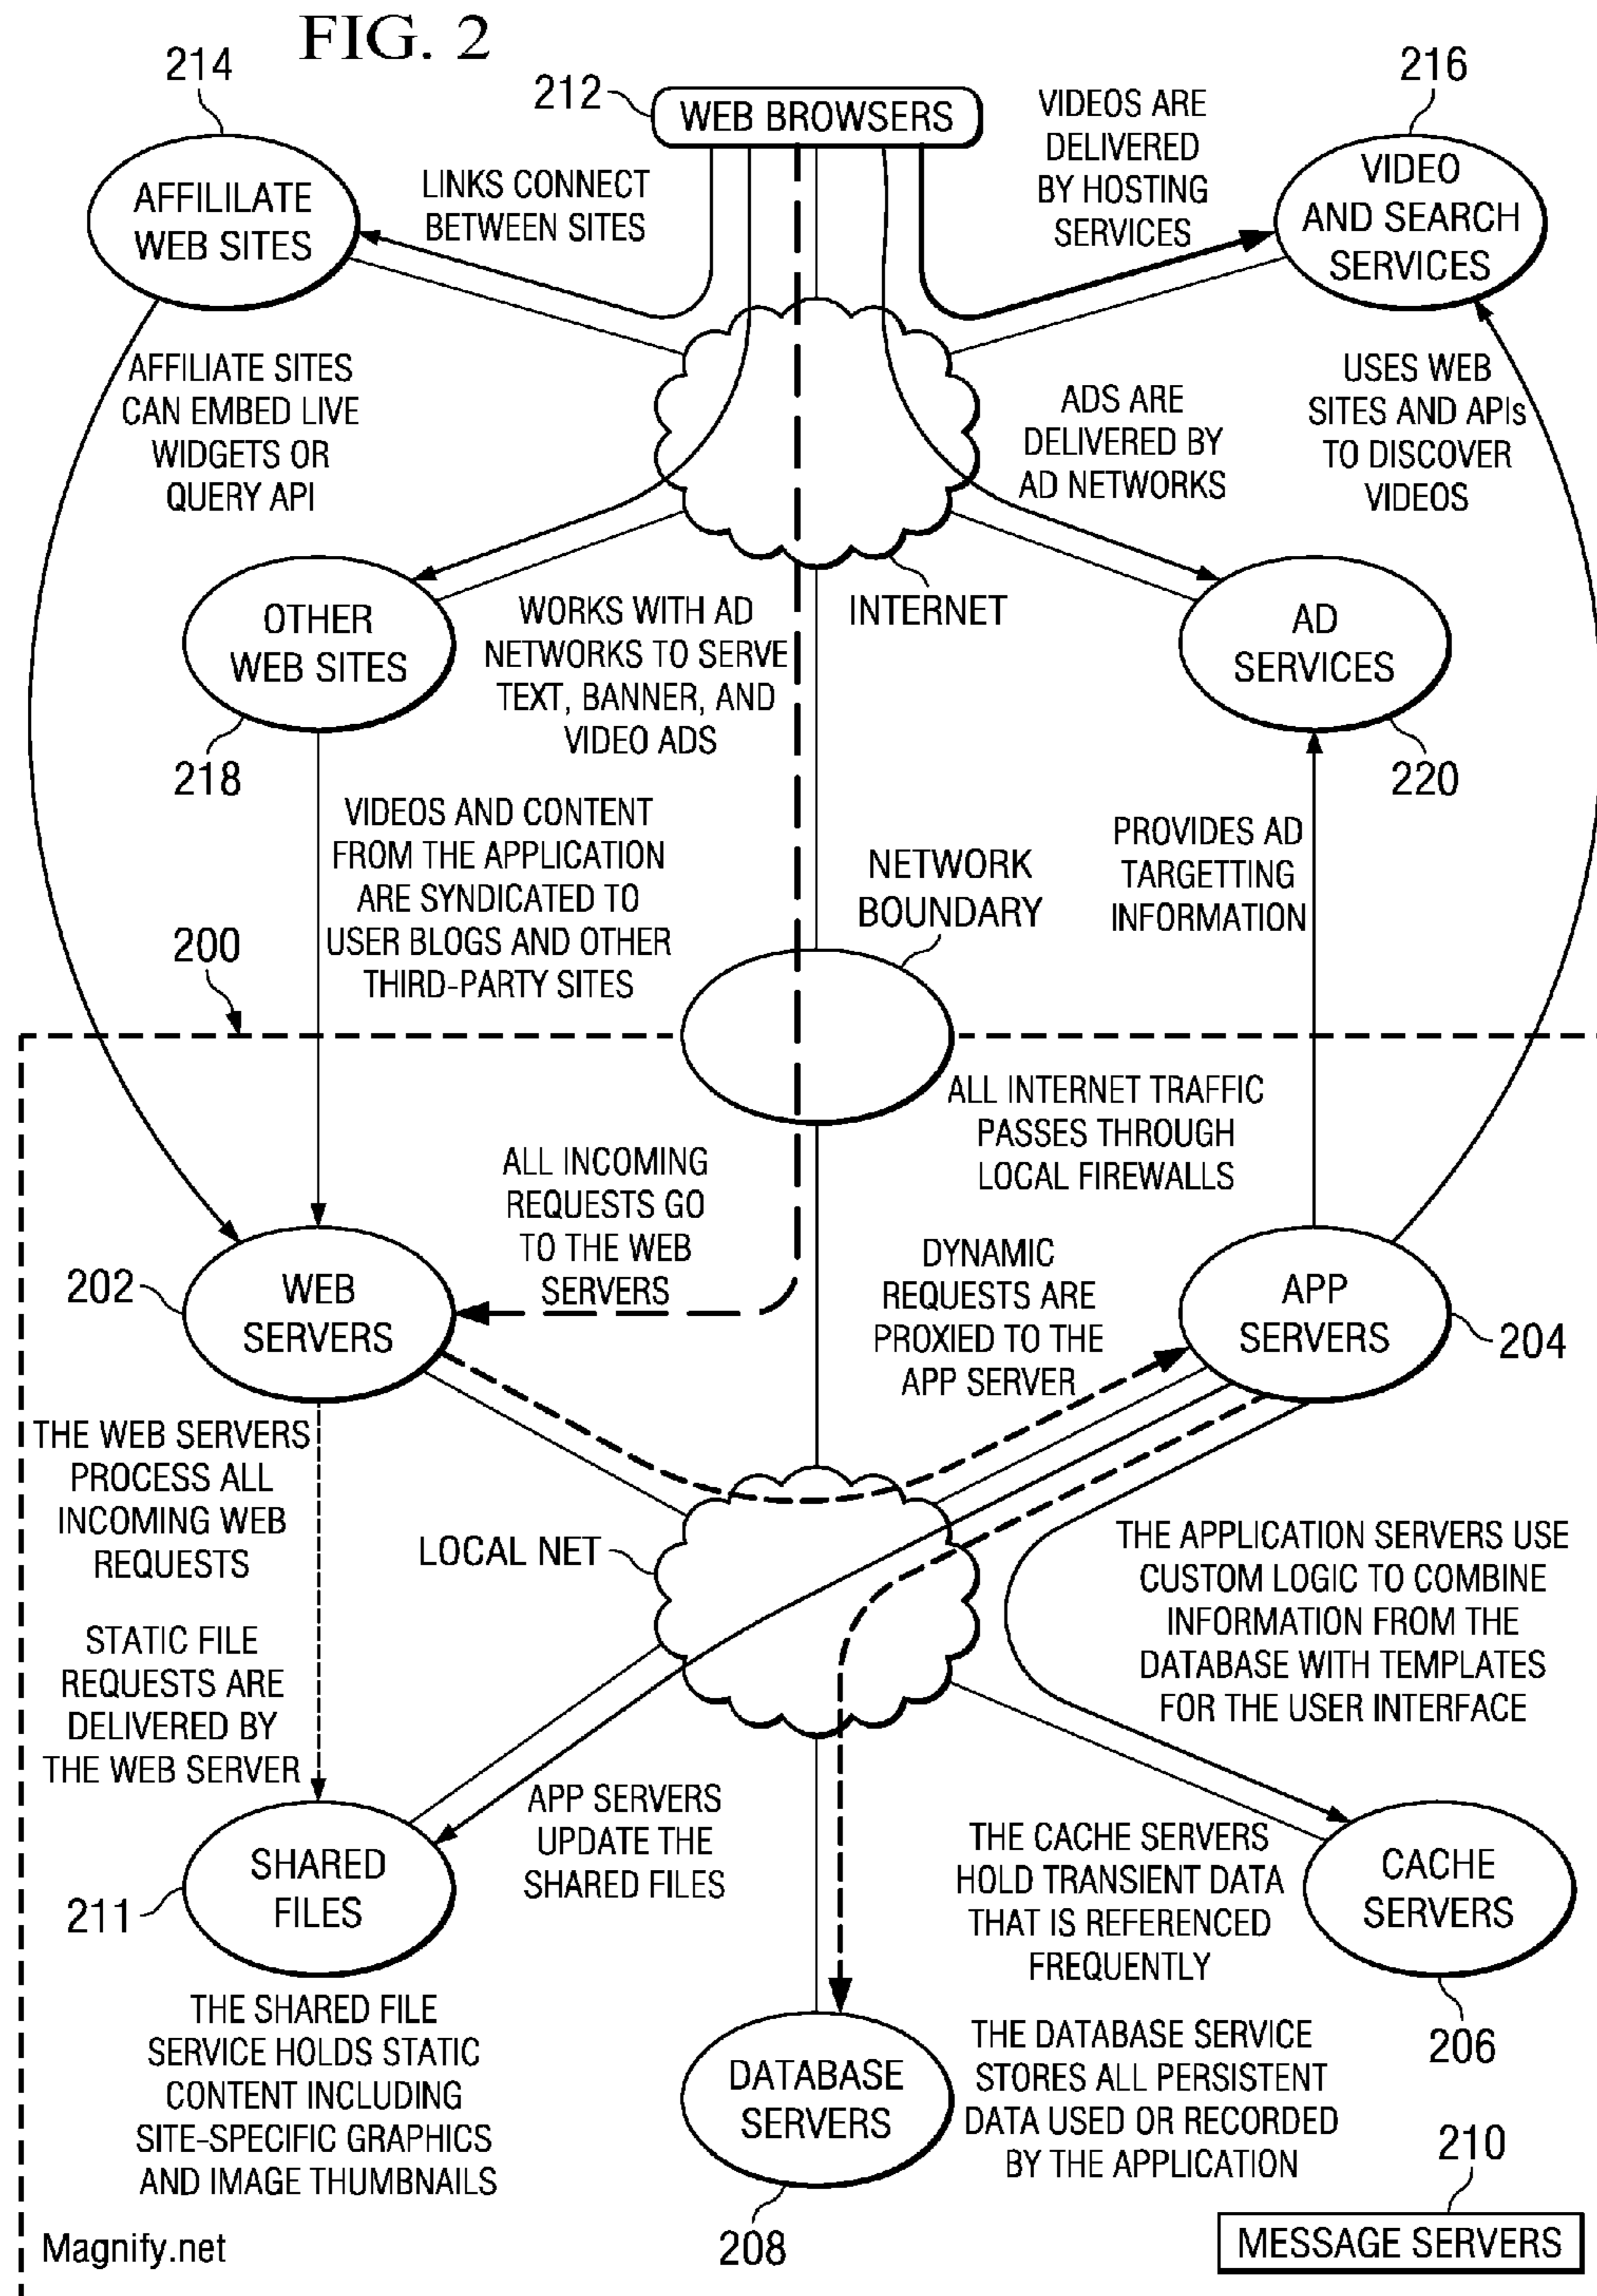 FIG. 2
214
212
WEB BROWSERS
216
AFFILILATE
WEB SITES
LINKS CONNECT
BETWEEN SITES
VIDEOS ARE
DELIVERED
BY HOSTING
SERVICES
VIDEO
AND SEARCH
SERVICES
AFFILIATE SITES
CAN EMBED LIVE
WIDGETS OR
QUERY API
ADS ARE
DELIVERED BY
AD NETWORKS
USES WEB
SITES AND APIs
TO DISCOVER
VIDEOS
INTERNET
OTHER
WEB SITES
218
WORKS WITH AD
NETWORKS TO SERVE
TEXT, BANNER, AND
VIDEO ADS
AD
SERVICES
220
VIDEOS AND CONTENT
FROM THE APPLICATION
ARE SYNDICATED TO
USER BLOGS AND OTHER
THIRD-PARTY SITES
NETWORK
BOUNDARY
PROVIDES AD
TARGETTING
INFORMATION
200
ALL INTERNET TRAFFIC
PASSES THROUGH
LOCAL FIREWALLS
ALL INCOMING
REQUESTS GO
TO THE WEB
SERVERS
202
WEB
SERVERS
DYNAMIC
REQUESTS ARE
PROXIED TO THE
APP SERVER
APP
SERVERS
204
THE WEB SERVERS
PROCESS ALL
INCOMING WEB
REQUESTS
LOCAL NET
THE APPLICATION SERVERS USE
CUSTOM LOGIC TO COMBINE
INFORMATION FROM THE
DATABASE WITH TEMPLATES
FOR THE USER INTERFACE
STATIC FILE
REQUESTS ARE
DELIVERED BY
THE WEB SERVER
APP SERVERS
UPDATE THE
SHARED FILES
SHARED
FILES
211
THE CACHE SERVERS
HOLD TRANSIENT DATA
THAT IS REFERENCED
FREQUENTLY
CACHE
SERVERS
206
THE SHARED FILE
SERVICE HOLDS STATIC
CONTENT INCLUDING
SITE-SPECIFIC GRAPHICS
AND IMAGE THUMBNAILS
DATABASE
SERVERS
208
THE DATABASE SERVICE
STORES ALL PERSISTENT
DATA USED OR RECORDED
BY THE APPLICATION
210
MESSAGE SERVERS
Magnify.net